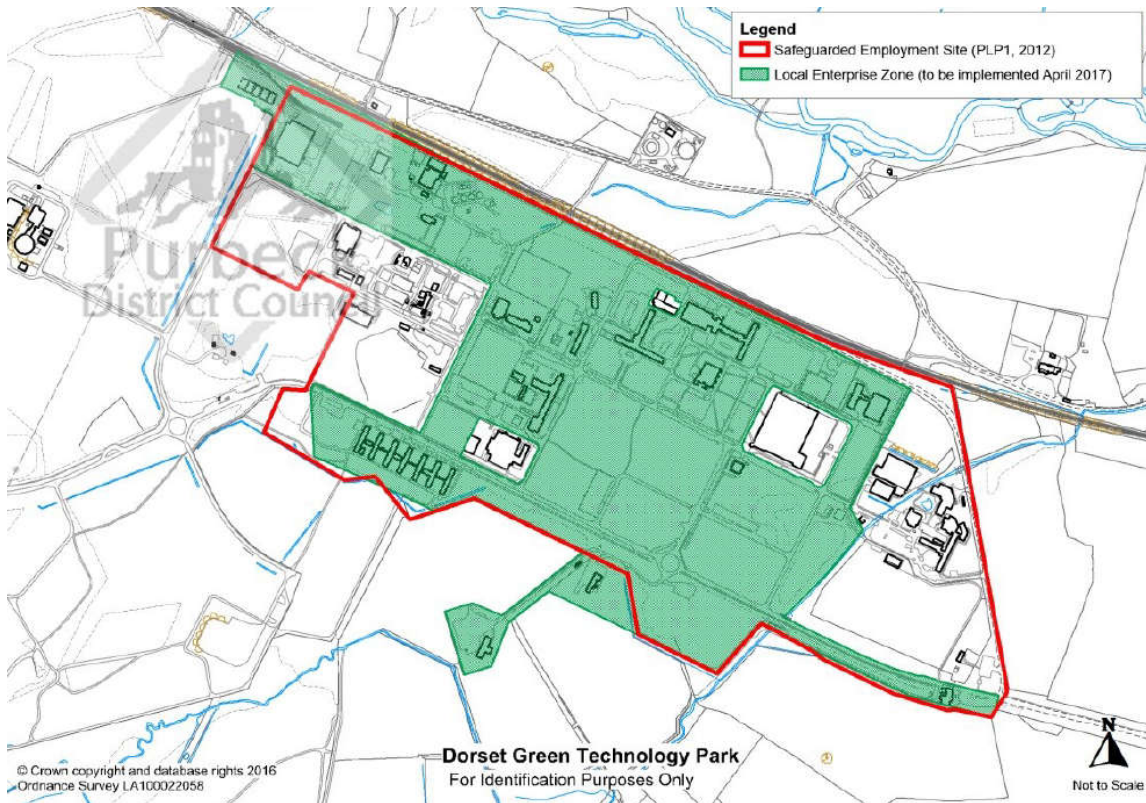 Legend
Safeguarded Employment Site (PLP1, 2012)
Local Enterprise Zone (to be implemented April 2017)
Purbeck
District Council
Dorset Green Technology Park
For Identification Purposes Only
© Crown copyright and database rights 2016
Ordnance Survey LA100022058
N
Not to Scale